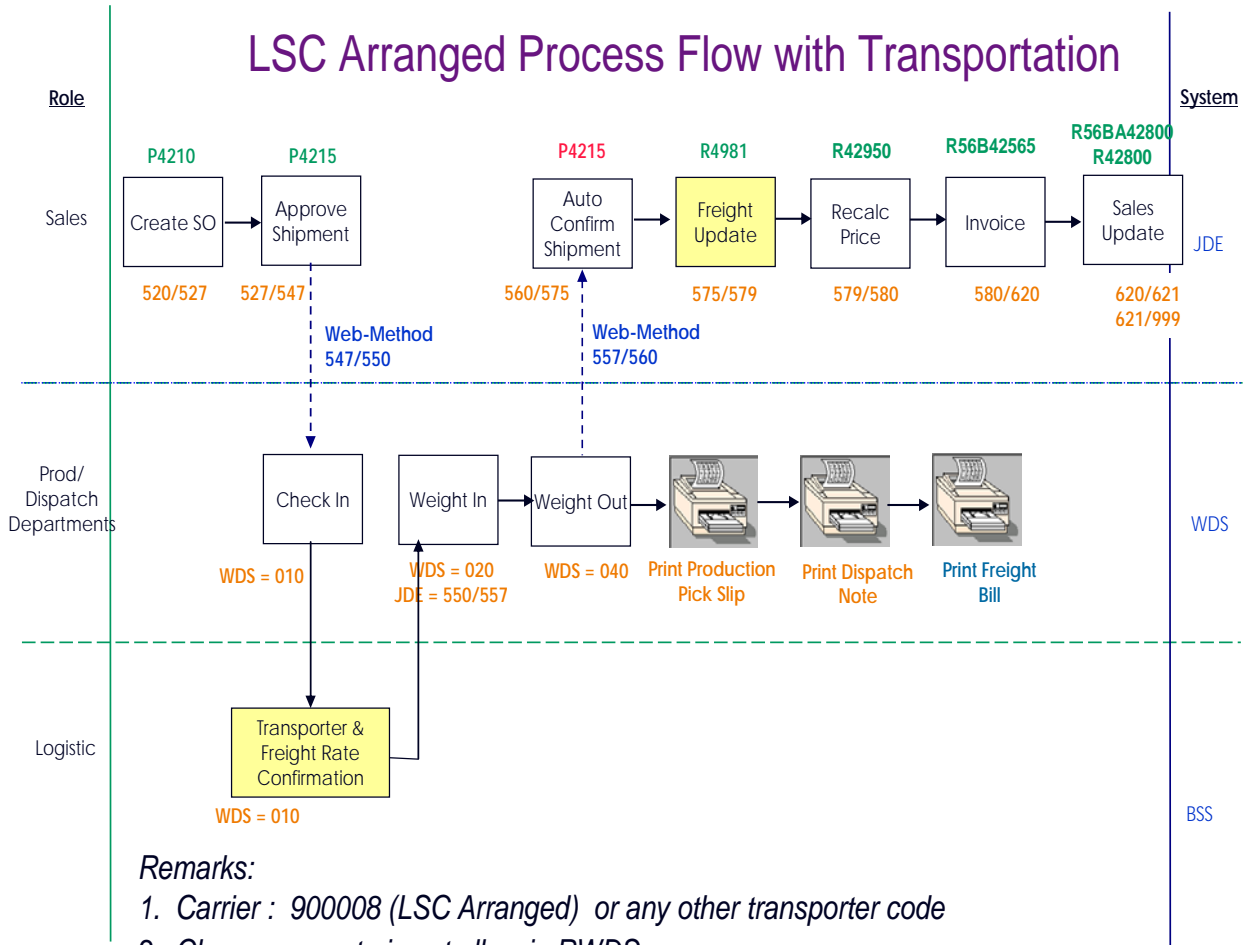 LSC Arranged Process Flow with Transportation
Role
System
P4210
P4215
P4215
R4981
R42950
R56B42565
R56BA42800
R42800
Sales
Create SO
Approve
Shipment
Auto
Confirm
Shipment
Freight
Update
Recalc
Price
Invoice
Sales
Update
JDE
520/527
527/547
560/575
575/579
579/580
580/620
620/621
621/999
Web-Method
547/550
Web-Method
557/560
Prod/
Dispatch
Departments
Check In
Weight In
Weight Out
WDS
WDS = 010
WDS = 020
JDE = 550/557
WDS = 040
Print Production
Pick Slip
Print Dispatch
Note
Print Freight
Bill
Logistic
Transporter &
Freight Rate
Confirmation
WDS = 010
BSS
Remarks:
1. Carrier : 900008 (LSC Arranged) or any other transporter code